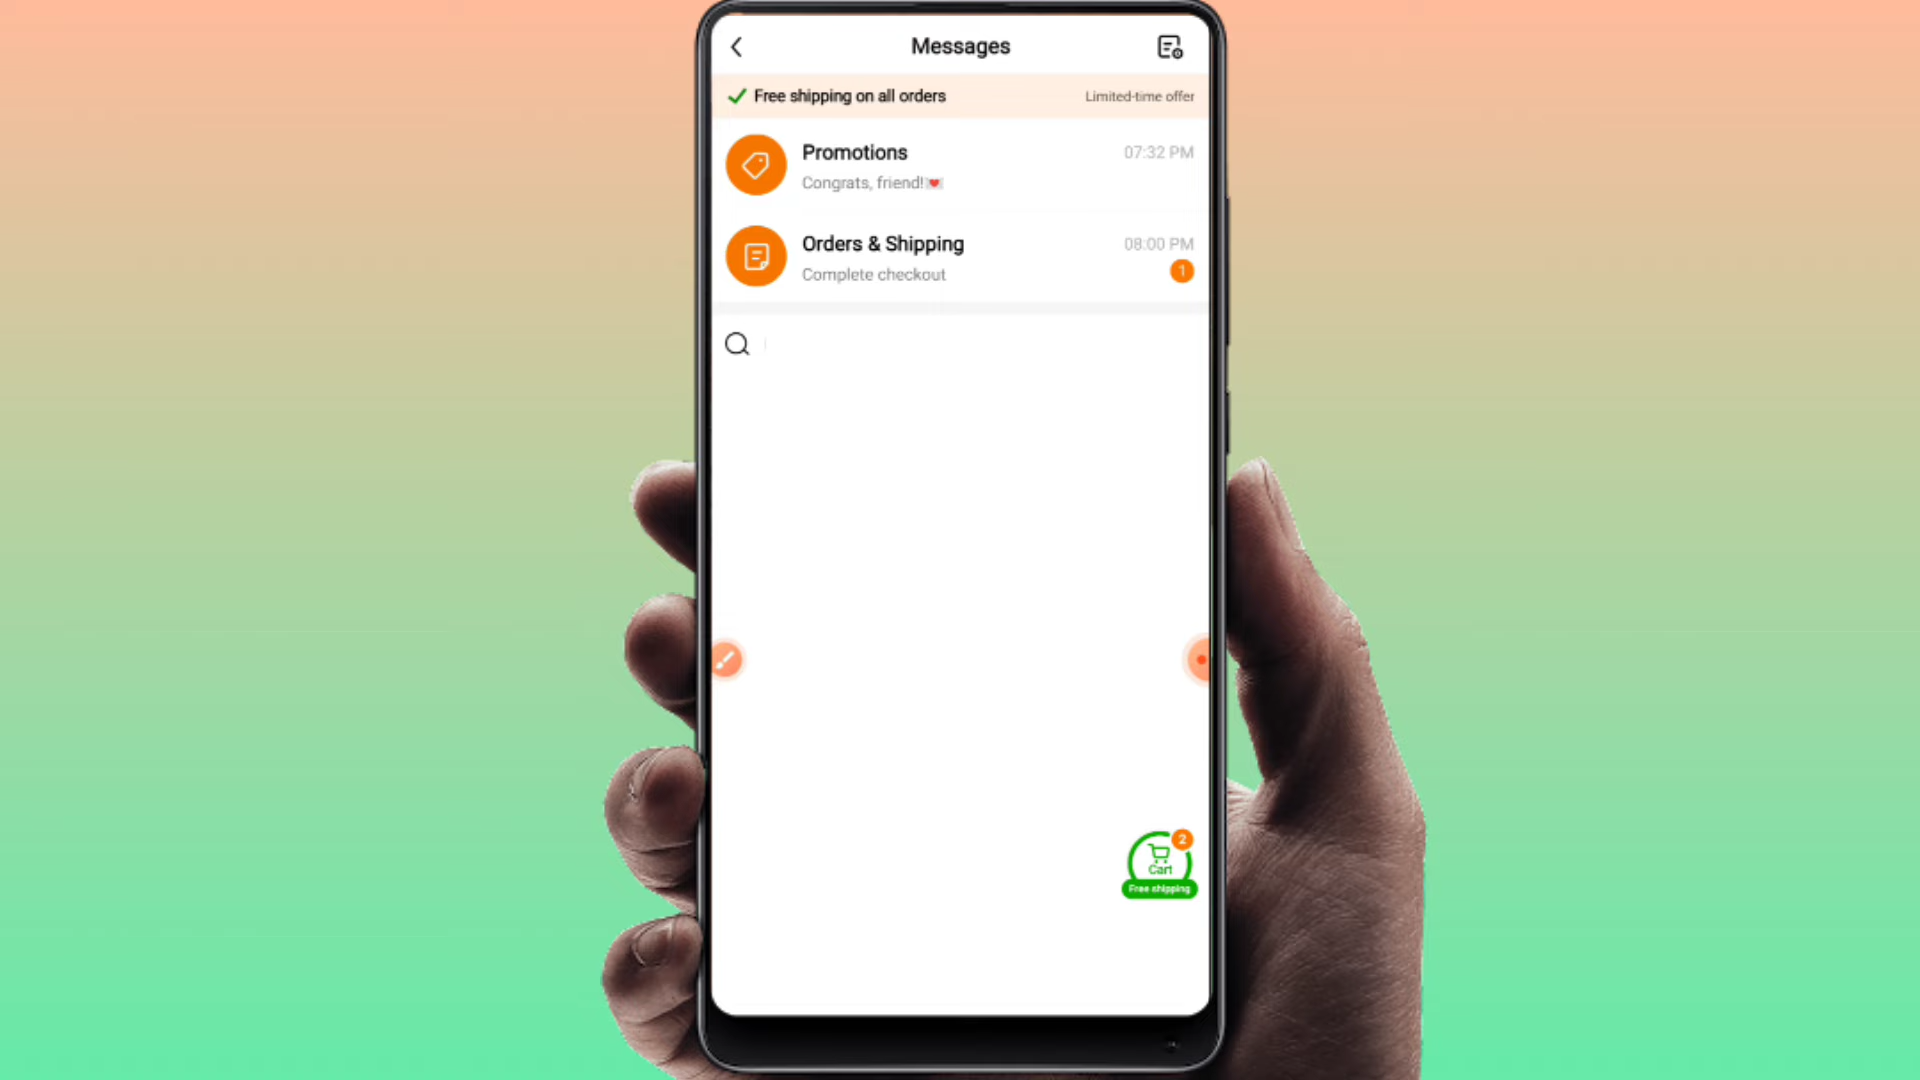 Messages
Free shipping on all orders
Limited-time offer
Promotions
07:32 PM
Congrats, friend!💌
Orders & Shipping
08:00 PM
Complete checkout
1
2
Cart
Free shipping